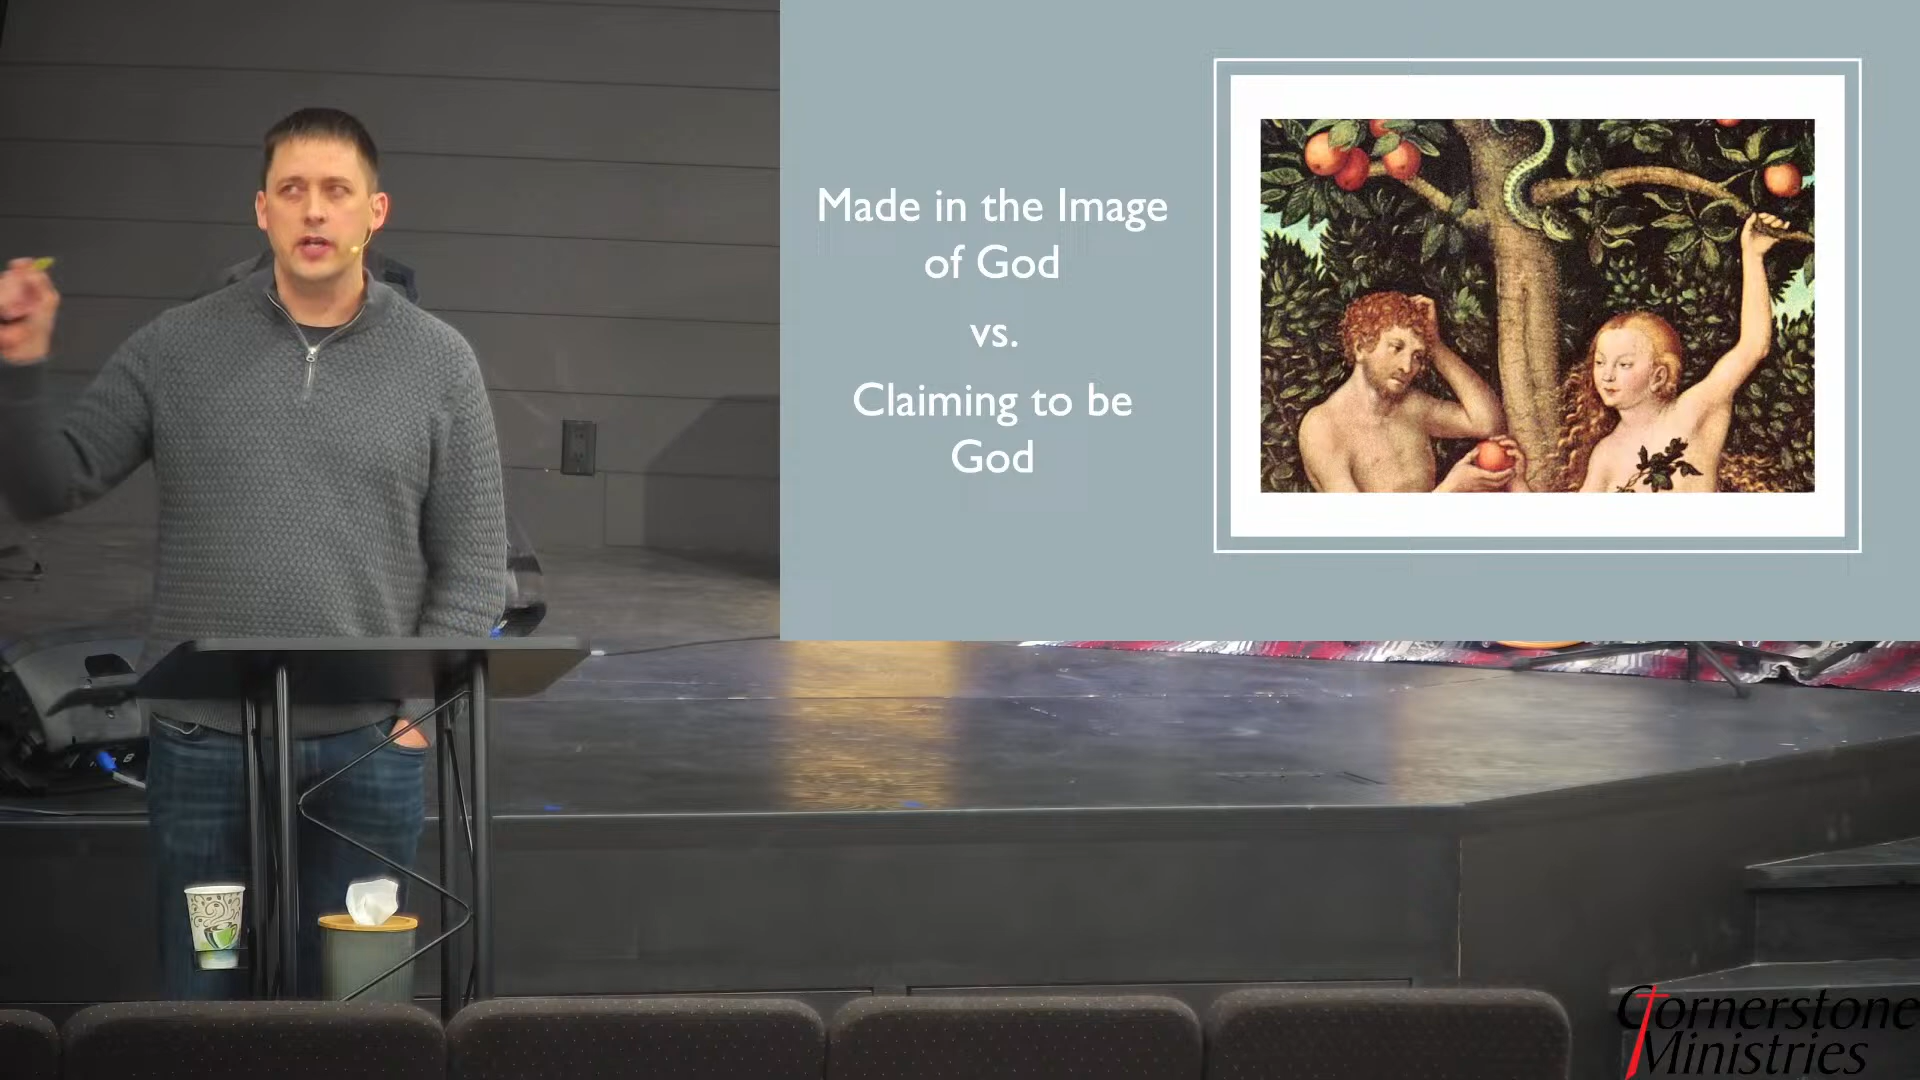 Made in the Image
of God
vs.
Claiming to be
God
Cornerstone
Ministries